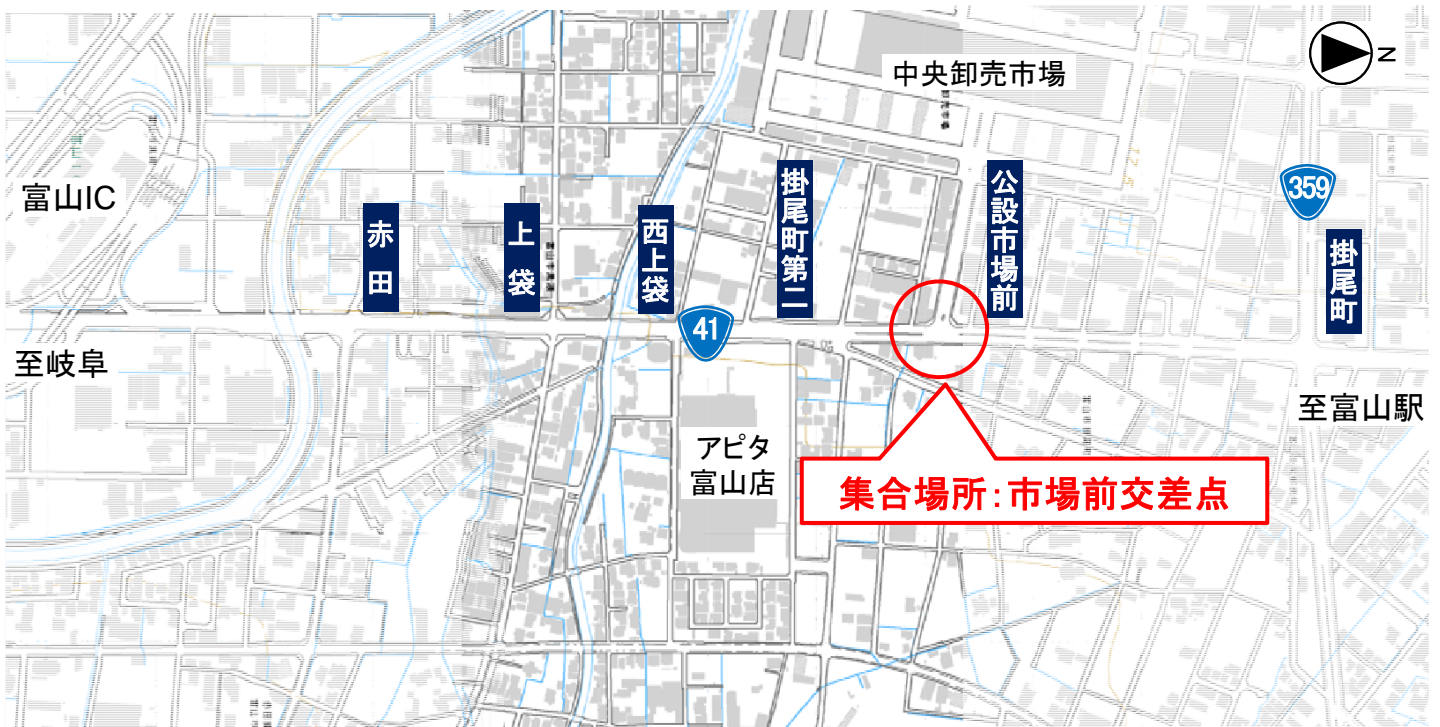 中央卸売市場
N
富山IC
赤田
上袋
西上袋
掛尾町第二
公設市場前
359
掛尾町
41
至岐阜
至富山駅
アピタ
富山店
集合場所:市場前交差点